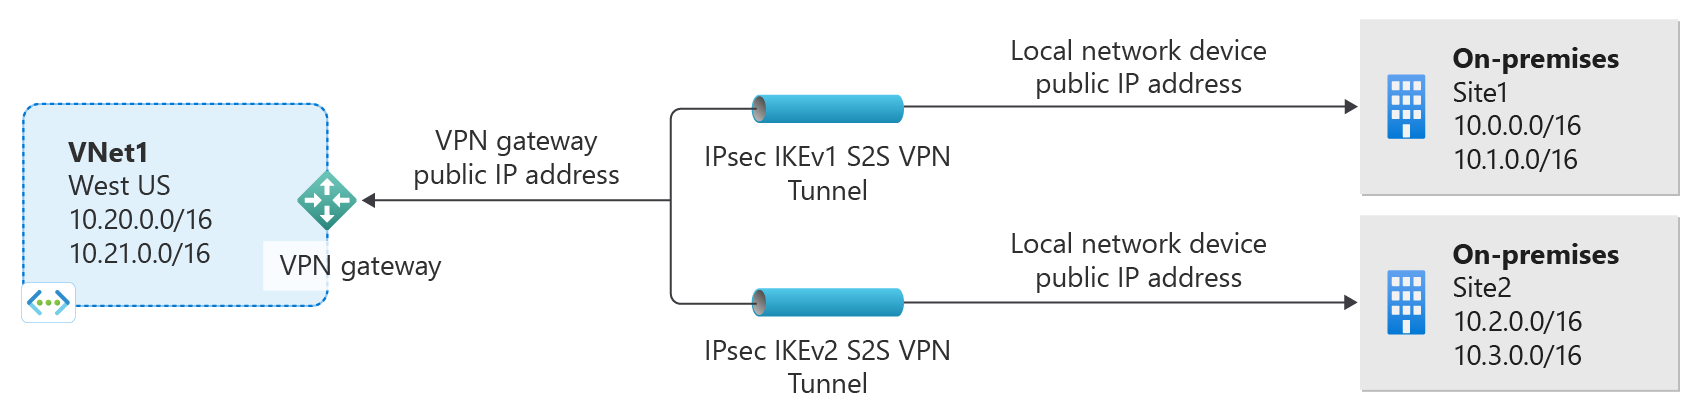 VNet1
West US
10.20.0.0/16
10.21.0.0/16
VPN gateway
VPN gateway
public IP address
IPsec IKEv1 S2S VPN
Tunnel
Local network device
public IP address
On-premises
Site1
10.0.0.0/16
10.1.0.0/16
IPsec IKEv2 S2S VPN
Tunnel
Local network device
public IP address
On-premises
Site2
10.2.0.0/16
10.3.0.0/16